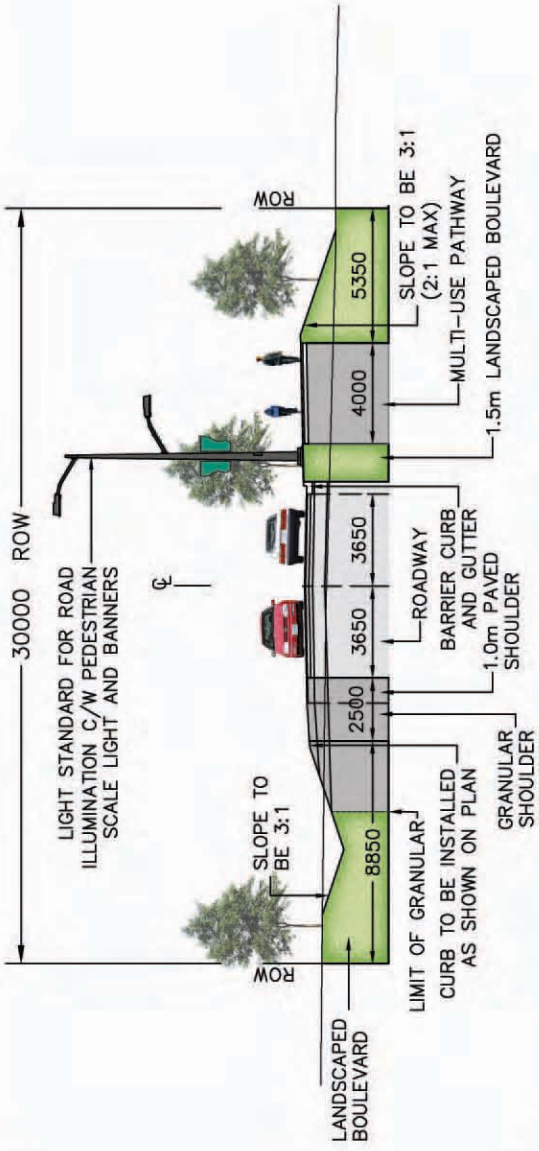 30000 ROW
LIGHT STANDARD FOR ROAD
ILLUMINATION C/W PEDESTRIAN
SCALE LIGHT AND BANNERS
℄
SLOPE TO
BE 3:1
ROW
ROW
8850
2500
3650
3650
4000
5350
LANDSCAPED
BOULEVARD
LIMIT OF GRANULAR
CURB TO BE INSTALLED
AS SHOWN ON PLAN
GRANULAR
SHOULDER
1.0m PAVED
SHOULDER
ROADWAY
BARRIER CURB
AND GUTTER
1.5m LANDSCAPED BOULEVARD
MULTI-USE PATHWAY
SLOPE TO BE 3:1
(2:1 MAX)